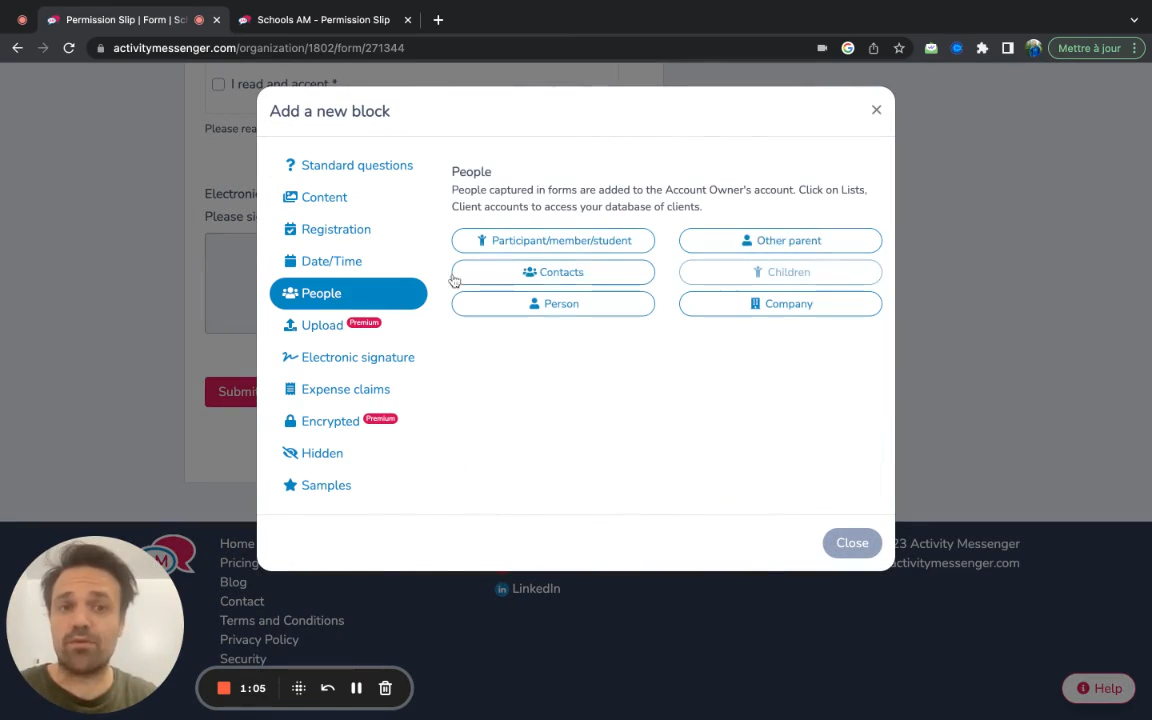 Permission Slip | Form | Sc
Schools AM - Permission Slip
activitymessenger.com/organization/1802/form/271344
Mettre à jour
I read and accept *
Add a new block
Please rea
Standard questions
People
People captured in forms are added to the Account Owner's account. Click on Lists,
Client accounts to access your database of clients.
Electronic
Content
Please si
Registration
Participant/member/student
Other parent
Date/Time
Contacts
Children
People
Person
Company
Upload Premium
Electronic signature
Submit
Expense claims
Encrypted Premium
Hidden
Samples
Close
Home
23 Activity Messenger
Pricing
activitymessenger.com
Blog
in LinkedIn
Contact
Terms and Conditions
Privacy Policy
Security
1:05
Help